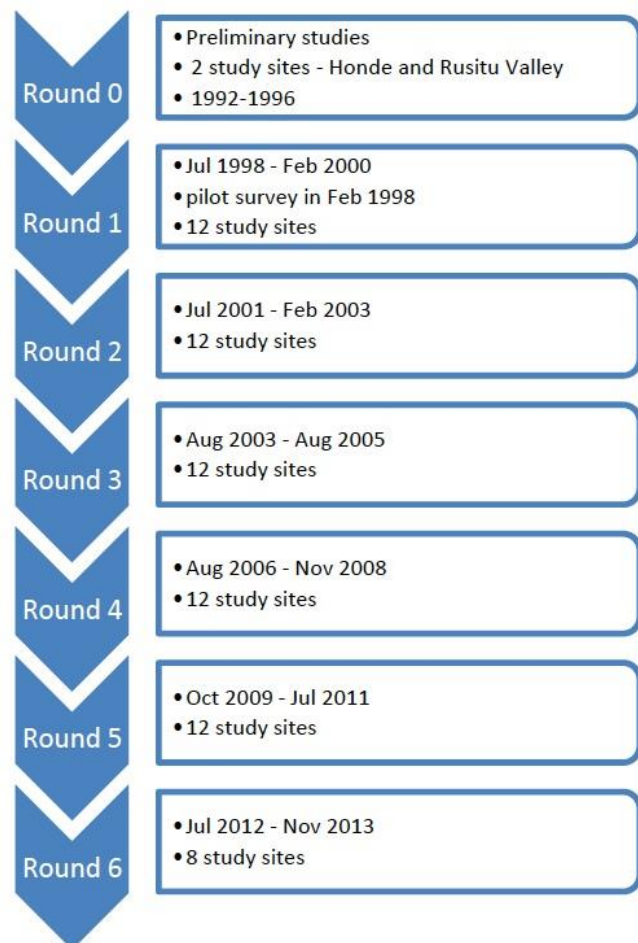 Round 0
• Preliminary studies
• 2 study sites - Honde and Rusitu Valley
• 1992-1996
Round 1
• Jul 1998 - Feb 2000
• pilot survey in Feb 1998
• 12 study sites
Round 2
• Jul 2001 - Feb 2003
• 12 study sites
Round 3
• Aug 2003 - Aug 2005
• 12 study sites
Round 4
• Aug 2006 - Nov 2008
• 12 study sites
Round 5
• Oct 2009 - Jul 2011
• 12 study sites
Round 6
• Jul 2012 - Nov 2013
• 8 study sites